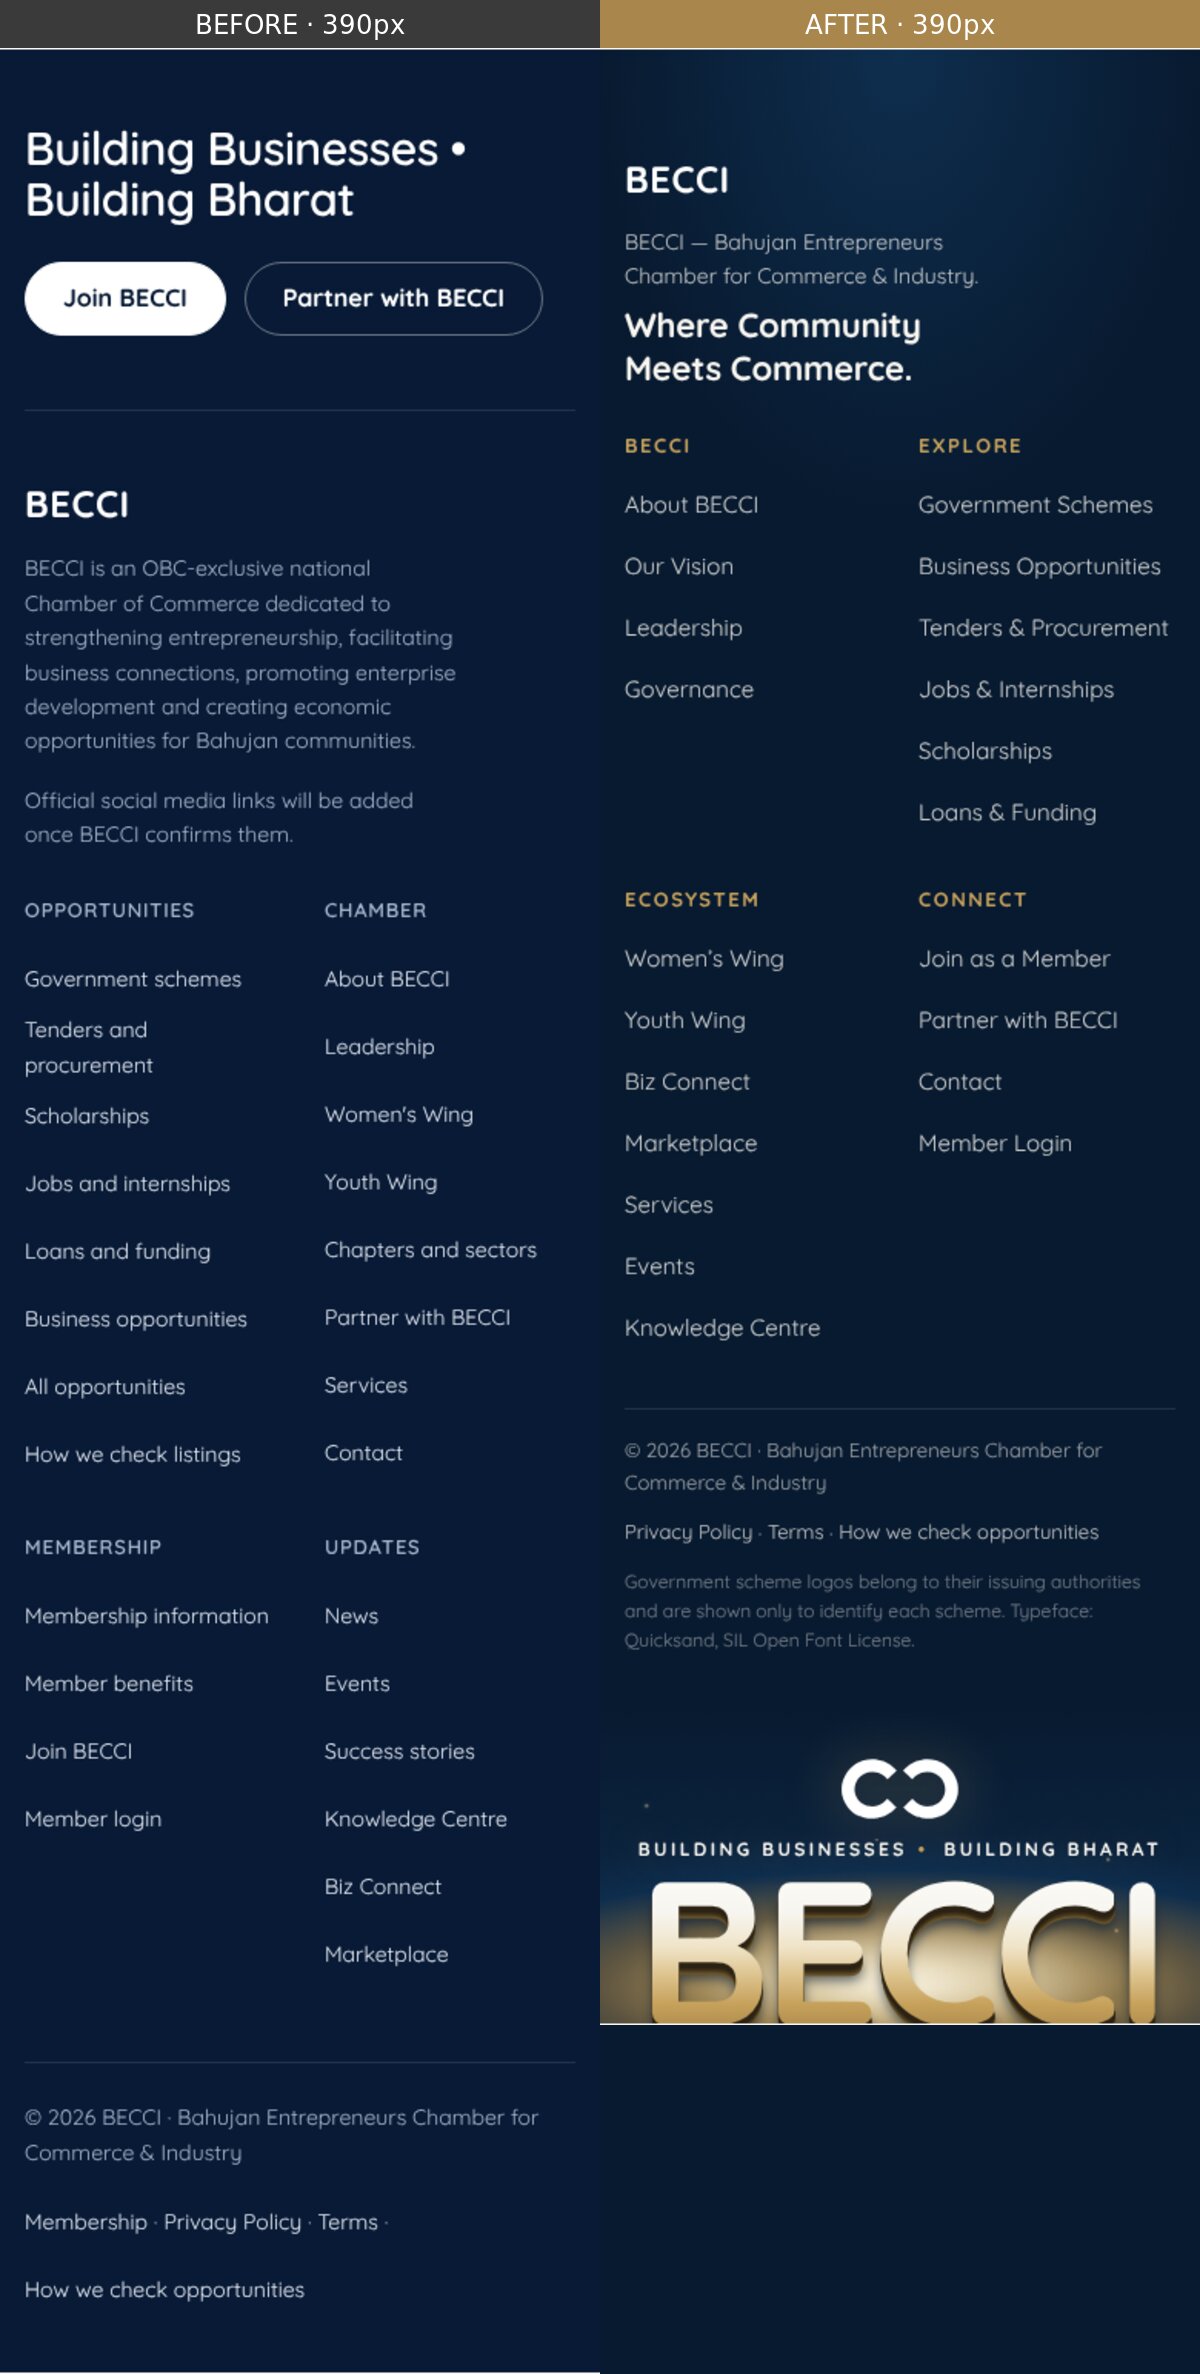 BEFORE · 390px
Building Businesses •
Building Bharat
Join BECCI
Partner with BECCI
BECCI
BECCI is an OBC-exclusive national
Chamber of Commerce dedicated to
strengthening entrepreneurship, facilitating
business connections, promoting enterprise
development and creating economic
opportunities for Bahujan communities.
Official social media links will be added
once BECCI confirms them.
OPPORTUNITIES
Government schemes
Tenders and
procurement
Scholarships
Jobs and internships
Loans and funding
Business opportunities
All opportunities
How we check listings
CHAMBER
About BECCI
Leadership
Women's Wing
Youth Wing
Chapters and sectors
Partner with BECCI
Services
Contact
MEMBERSHIP
Membership information
Member benefits
Join BECCI
Member login
UPDATES
News
Events
Success stories
Knowledge Centre
Biz Connect
Marketplace
© 2026 BECCI · Bahujan Entrepreneurs Chamber for
Commerce & Industry
Membership · Privacy Policy · Terms ·
How we check opportunities
AFTER · 390px
BECCI
BECCI — Bahujan Entrepreneurs
Chamber for Commerce & Industry.
Where Community
Meets Commerce.
BECCI
About BECCI
Our Vision
Leadership
Governance
EXPLORE
Government Schemes
Business Opportunities
Tenders & Procurement
Jobs & Internships
Scholarships
Loans & Funding
ECOSYSTEM
Women’s Wing
Youth Wing
Biz Connect
Marketplace
Services
Events
Knowledge Centre
CONNECT
Join as a Member
Partner with BECCI
Contact
Member Login
© 2026 BECCI · Bahujan Entrepreneurs Chamber for
Commerce & Industry
Privacy Policy · Terms · How we check opportunities
Government scheme logos belong to their issuing authorities
and are shown only to identify each scheme. Typeface:
Quicksand, SIL Open Font License.
BUILDING BUSINESSES • BUILDING BHARAT
BECCI